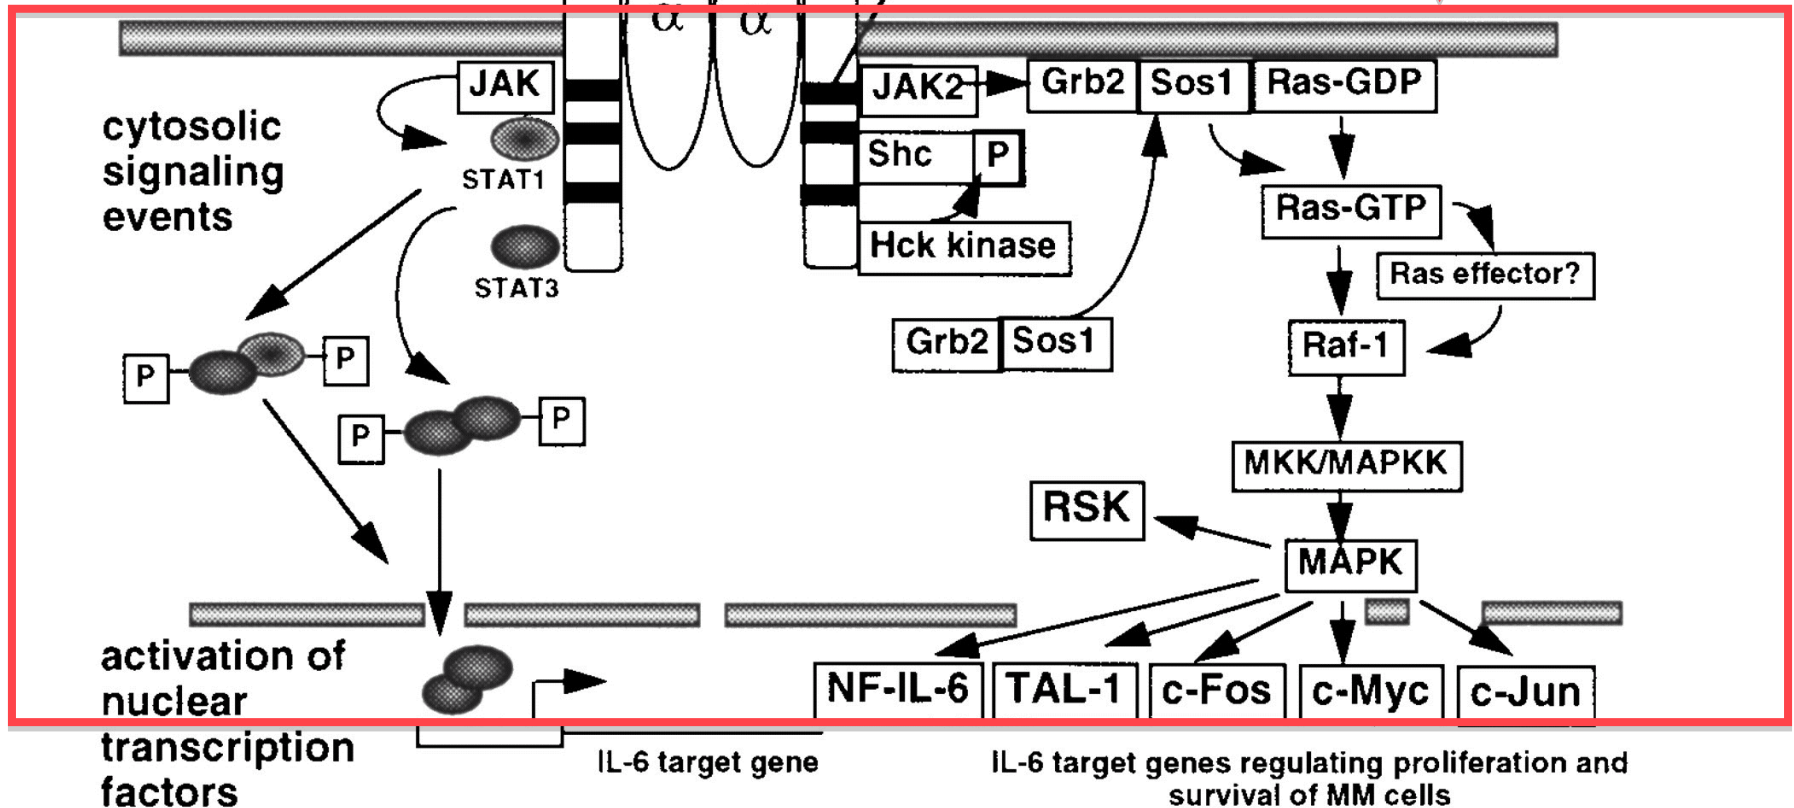 α α
JAK
JAK2
Grb2 Sos1 Ras-GDP
cytosolic
signaling
events
STAT1
Shc P
Ras-GTP
Hck kinase
STAT3
Ras effector?
Grb2 Sos1
Raf-1
P P
P P
MKK/MAPKK
RSK
MAPK
activation of
nuclear
transcription
factors
NF-IL-6 TAL-1 c-Fos c-Myc c-Jun
IL-6 target gene
IL-6 target genes regulating proliferation and
survival of MM cells